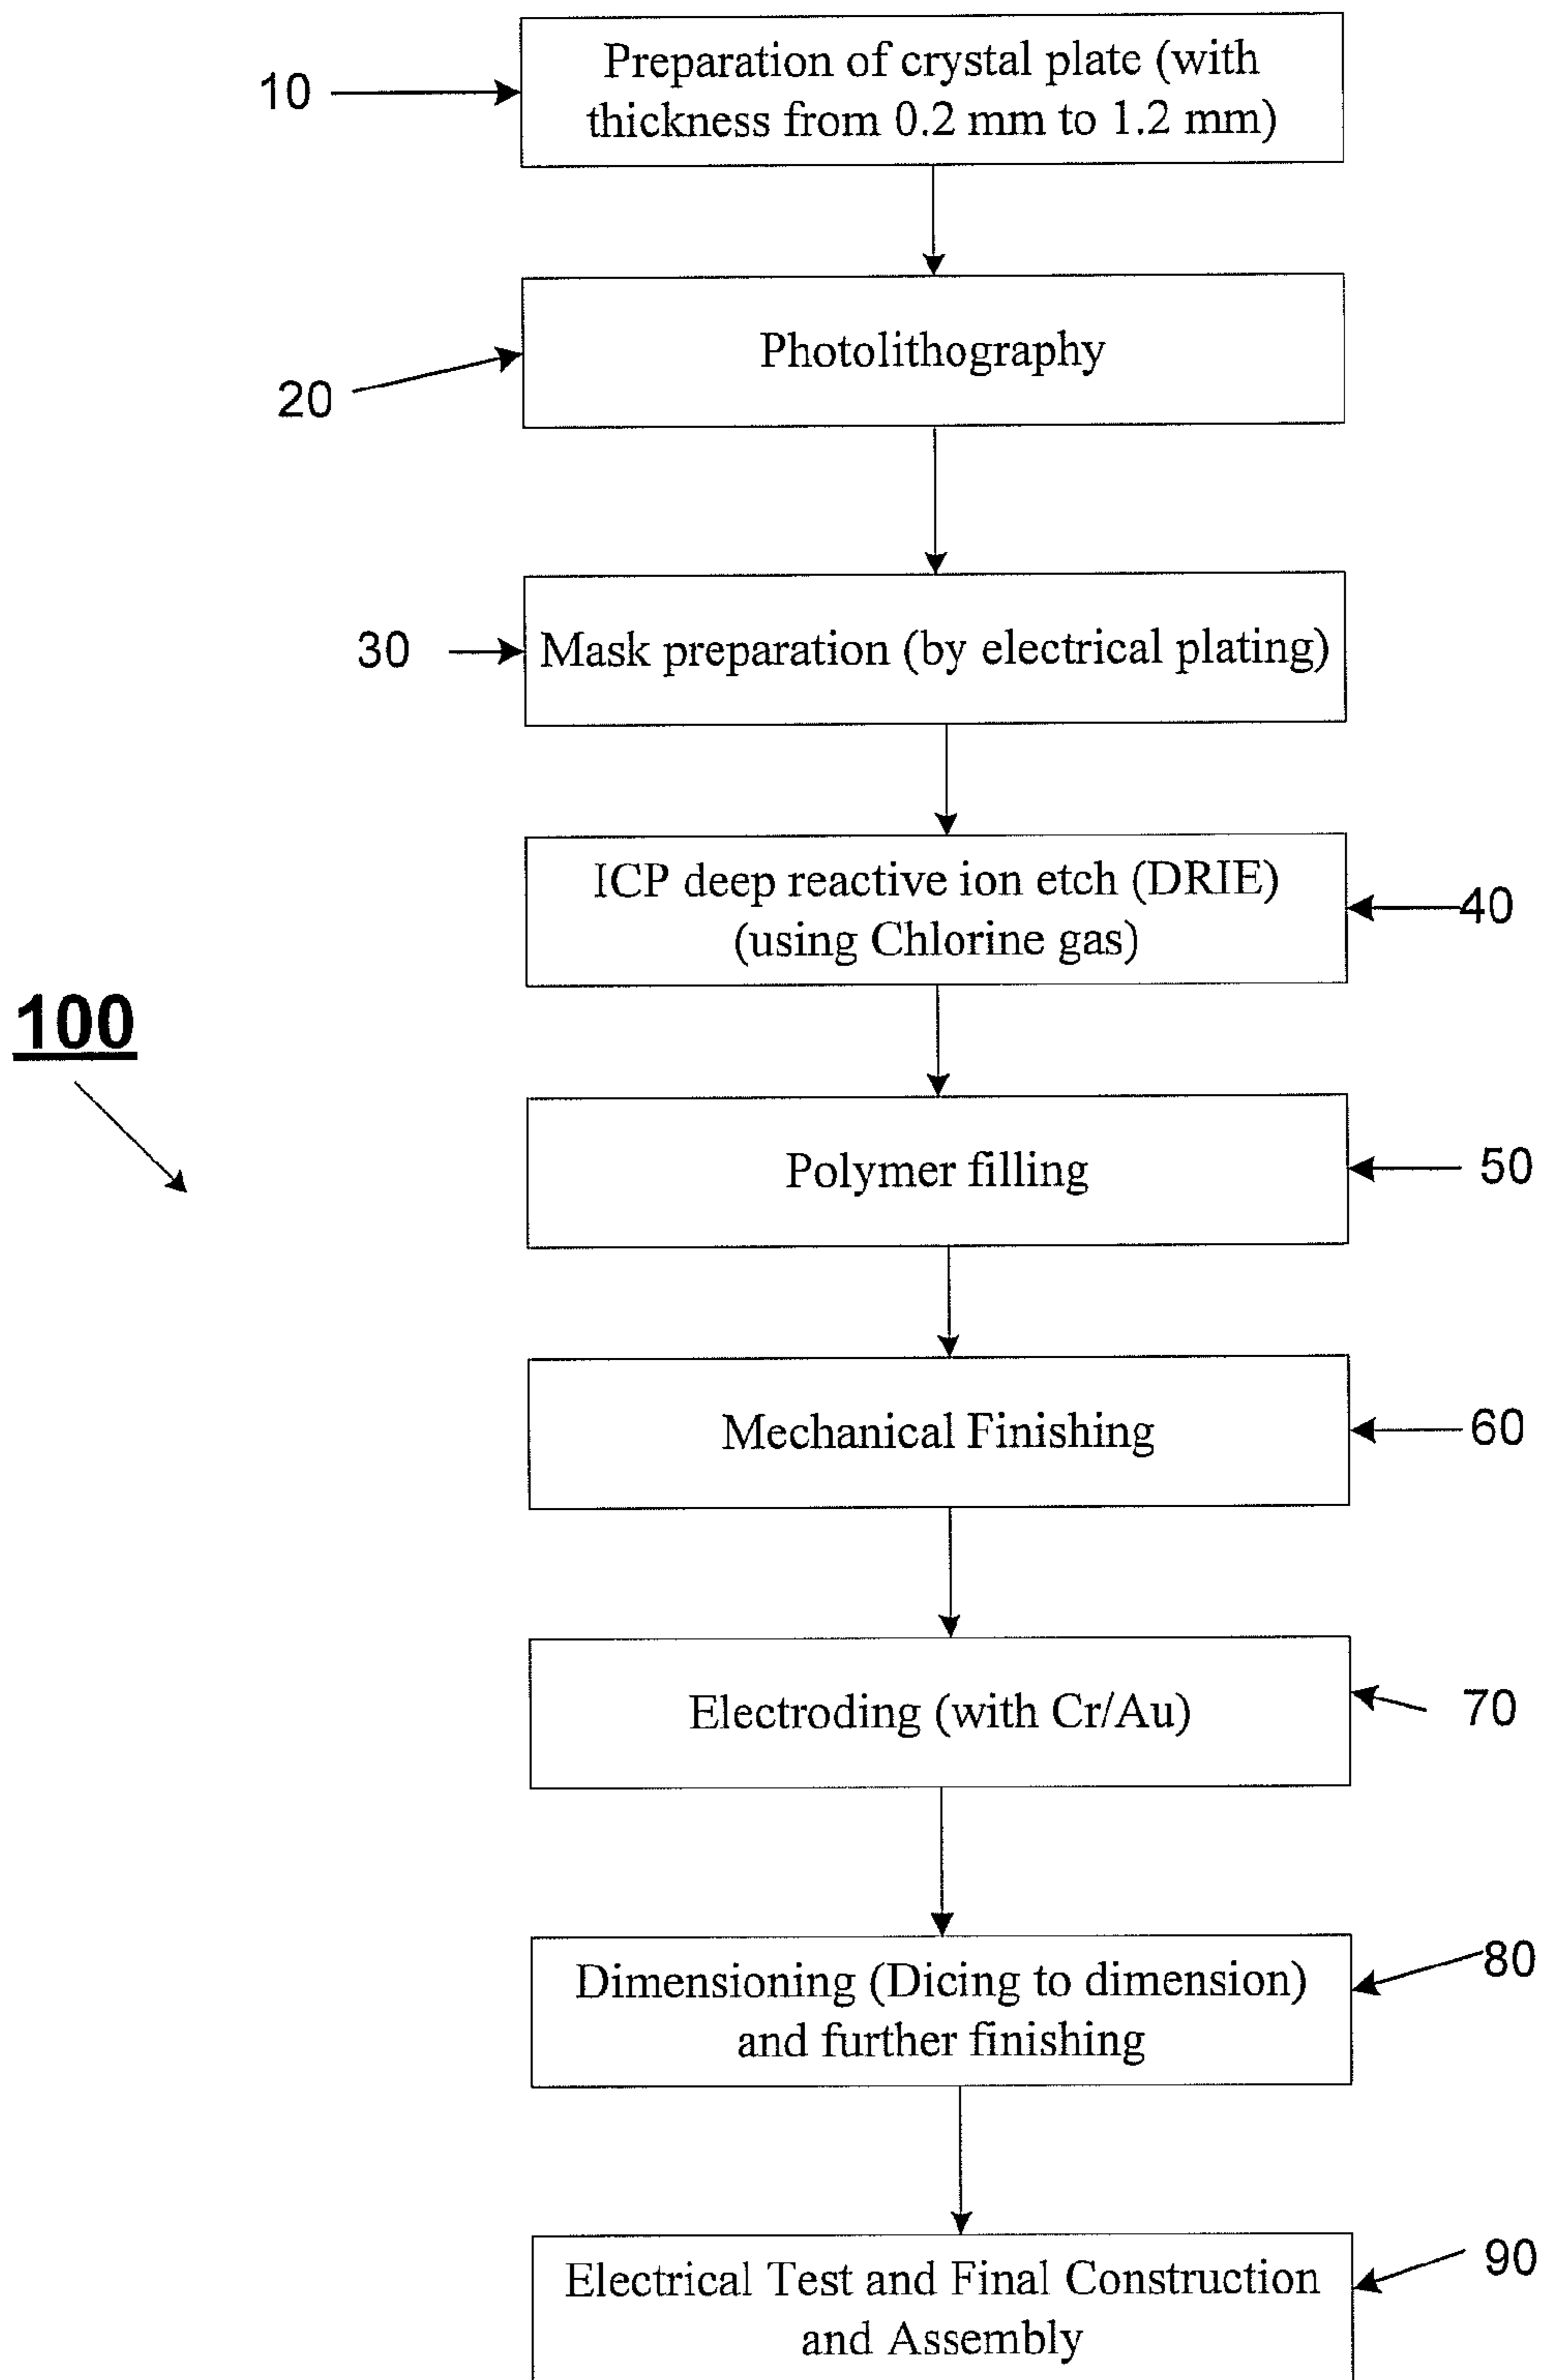 10
Preparation of crystal plate (with
thickness from 0.2 mm to 1.2 mm)
20
Photolithography
30
Mask preparation (by electrical plating)
ICP deep reactive ion etch (DRIE)
(using Chlorine gas)
40
100
Polymer filling
50
Mechanical Finishing
60
Electroding (with Cr/Au)
70
Dimensioning (Dicing to dimension)
and further finishing
80
Electrical Test and Final Construction
and Assembly
90